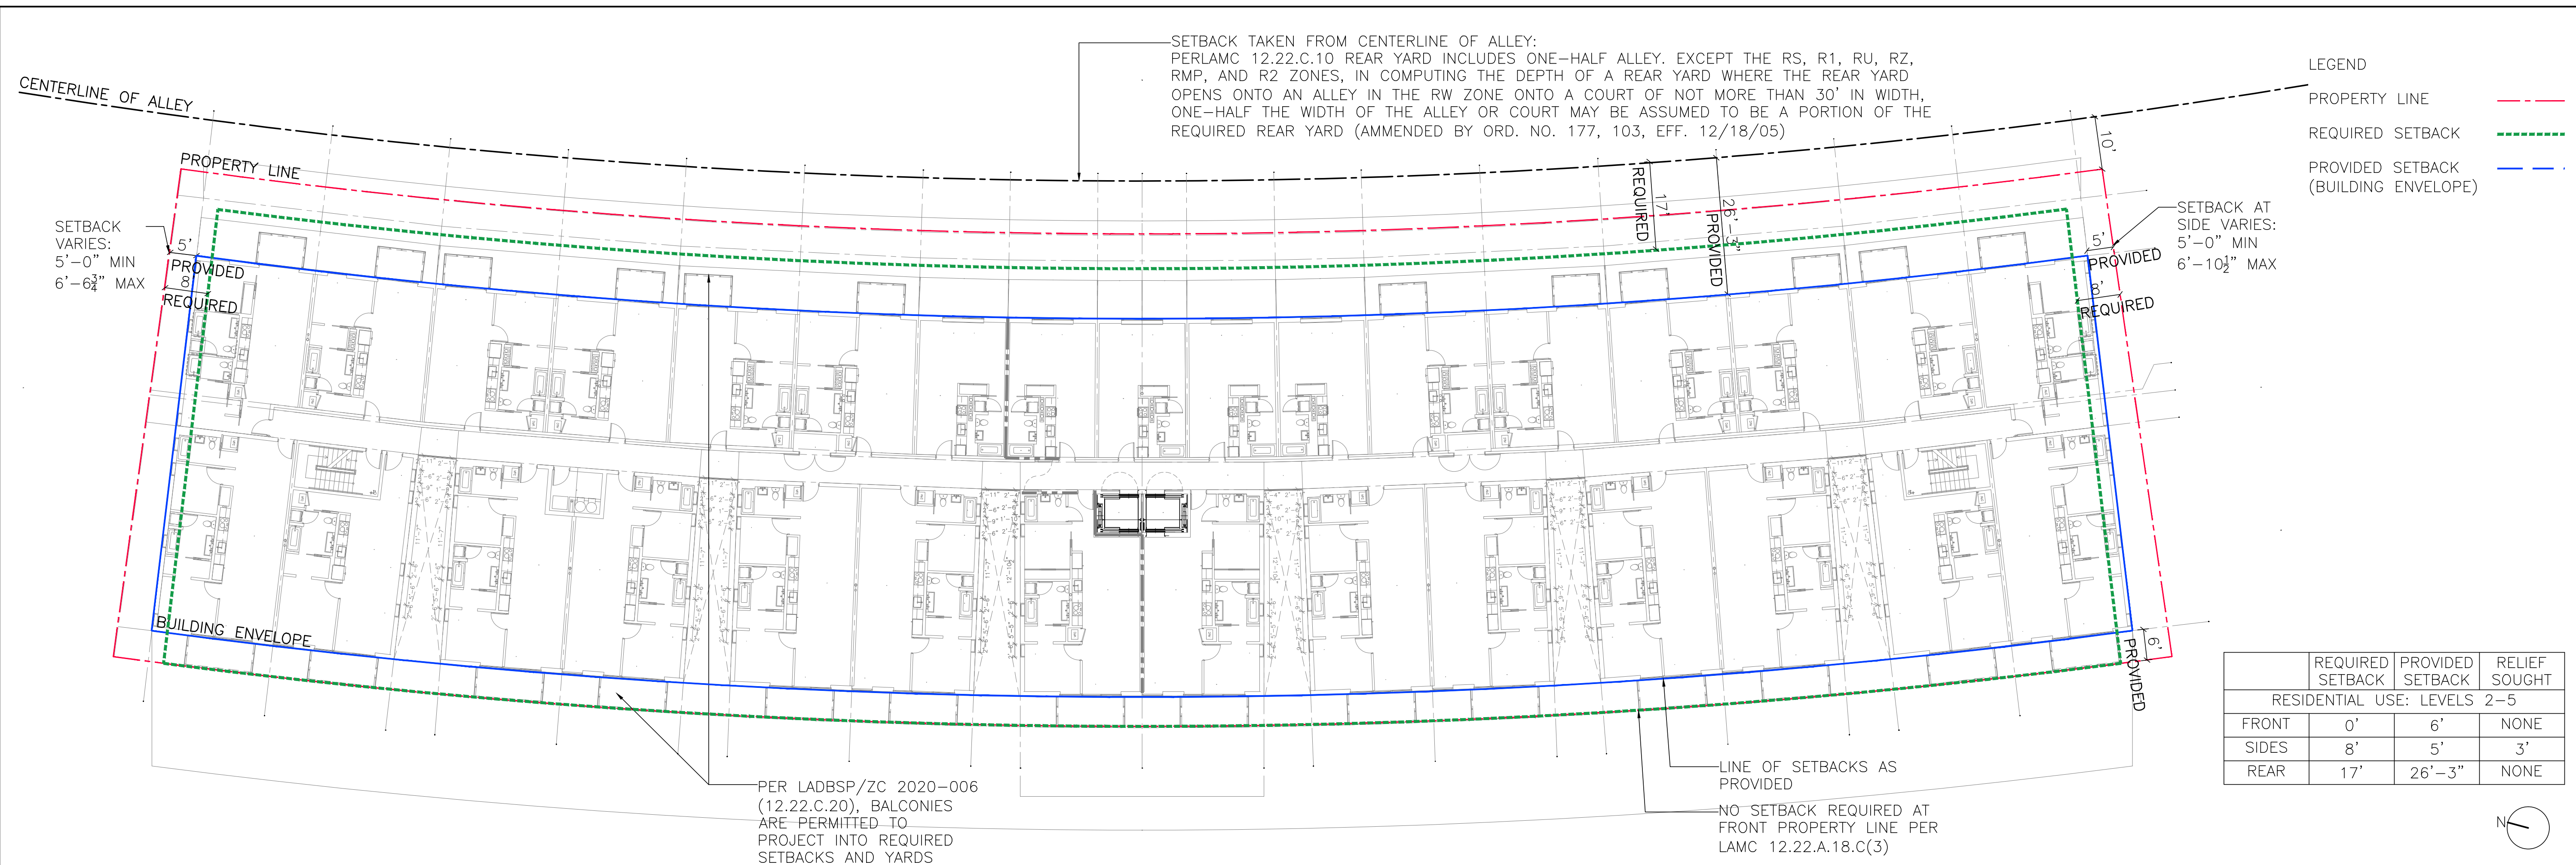 SETBACK TAKEN FROM CENTERLINE OF ALLEY:
PERLAMC 12.22.C.10 REAR YARD INCLUDES ONE-HALF ALLEY. EXCEPT THE RS, R1, RU, RZ,
RMP, AND R2 ZONES, IN COMPUTING THE DEPTH OF A REAR YARD WHERE THE REAR YARD
OPENS ONTO AN ALLEY IN THE RW ZONE ONTO A COURT OF NOT MORE THAN 30' IN WIDTH,
ONE-HALF THE WIDTH OF THE ALLEY OR COURT MAY BE ASSUMED TO BE A PORTION OF THE
REQUIRED REAR YARD (AMMENDED BY ORD. NO. 177, 103, EFF. 12/18/05)
LEGEND
PROPERTY LINE
REQUIRED SETBACK
PROVIDED SETBACK
(BUILDING ENVELOPE)
CENTERLINE OF ALLEY
PROPERTY LINE
10'
17'
REQUIRED
26'-3"
PROVIDED
SETBACK
VARIES:
5'-0" MIN
6'-6¾" MAX
5'
PROVIDED
8'
REQUIRED
SETBACK AT
SIDE VARIES:
5'-0" MIN
6'-10½" MAX
5'
PROVIDED
8'
REQUIRED
BUILDING ENVELOPE
6'
PROVIDED
PER LADBSP/ZC 2020-006
(12.22.C.20), BALCONIES
ARE PERMITTED TO
PROJECT INTO REQUIRED
SETBACKS AND YARDS
LINE OF SETBACKS AS
PROVIDED
NO SETBACK REQUIRED AT
FRONT PROPERTY LINE PER
LAMC 12.22.A.18.C(3)
REQUIRED SETBACK PROVIDED SETBACK RELIEF SOUGHT
RESIDENTIAL USE: LEVELS 2-5
FRONT 0' 6' NONE
SIDES 8' 5' 3'
REAR 17' 26'-3" NONE
N